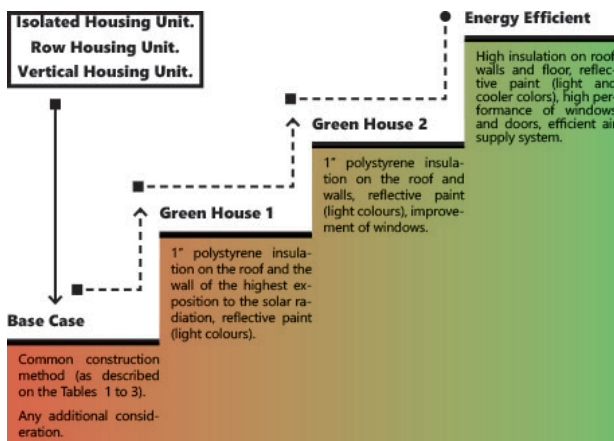 Isolated Housing Unit.
Row Housing Unit.
Vertical Housing Unit.
Energy Efficient
High insulation on roof
walls and floor, reflec-
tive paint (light and
cooler colors), high per-
formance of windows
and doors, efficient air
supply system.
Green House 2
1" polystyrene insula-
tion on the roof and
walls, reflective paint
(light colours), improve-
ment of windows.
Green House 1
1" polystyrene insula-
tion on the roof and the
wall of the highest ex-
position to the solar ra-
diation, reflective paint
(light colours).
Base Case
Common construction
method (as described
on the Tables 1 to 3).
Any additional consid-
eration.